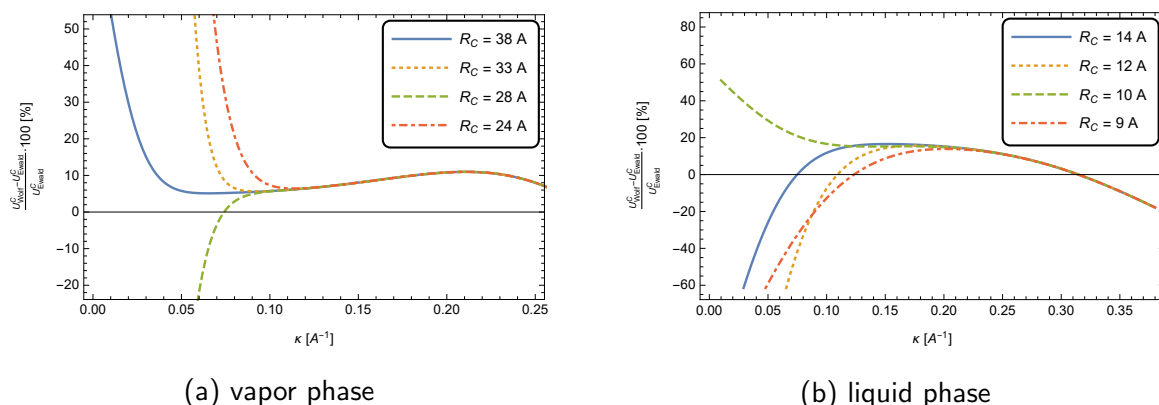 50
40
30
20
10
0
−10
−20
U^C_Wolf−U^C_Ewald / U^C_Ewald · 100 [%]
R_C = 38 A
R_C = 33 A
R_C = 28 A
R_C = 24 A
0.00 0.05 0.10 0.15 0.20 0.25
κ [A⁻¹]
(a) vapor phase
80
60
40
20
0
−20
−40
−60
U^C_Wolf−U^C_Ewald / U^C_Ewald · 100 [%]
R_C = 14 A
R_C = 12 A
R_C = 10 A
R_C = 9 A
0.00 0.05 0.10 0.15 0.20 0.25 0.30 0.35
κ [A⁻¹]
(b) liquid phase